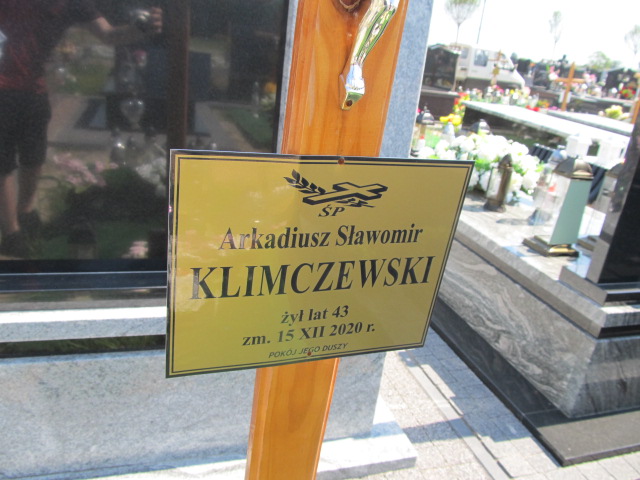 ŚP
Arkadiusz Sławomir
KLIMCZEWSKI
żył lat 43
zm. 15 XII 2020 r.
POKÓJ JEGO DUSZY